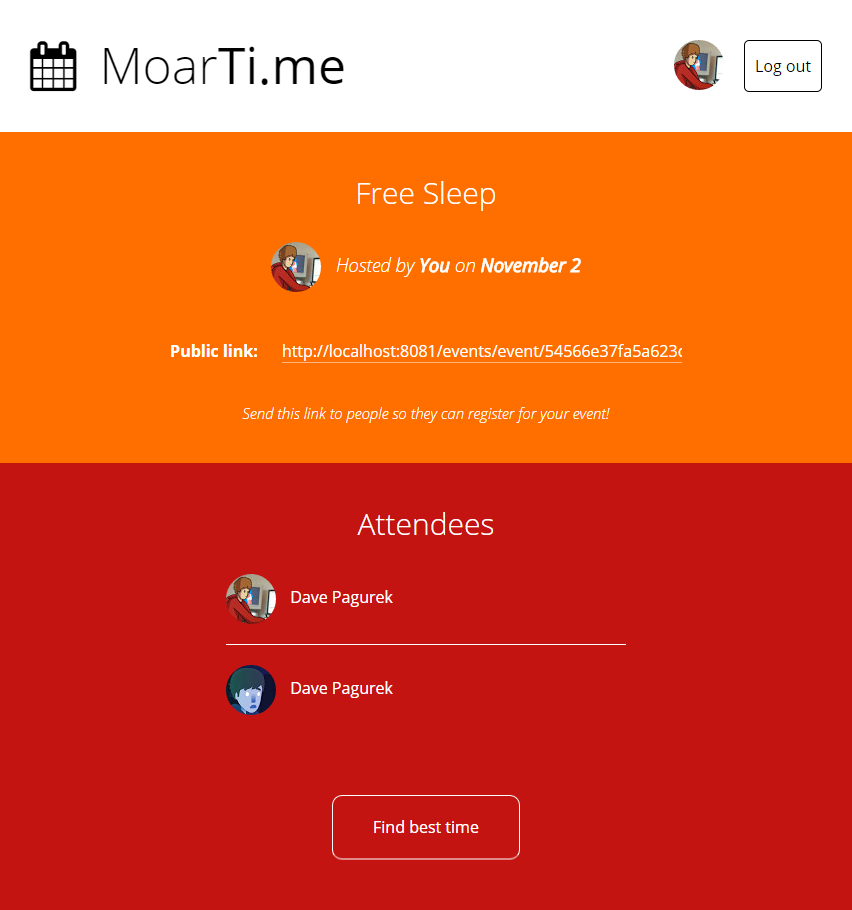 MoarTi.me
Log out
Free Sleep
Hosted by You on November 2
Public link: http://localhost:8081/events/event/54566e37fa5a623c
Send this link to people so they can register for your event!
Attendees
Dave Pagurek
Dave Pagurek
Find best time